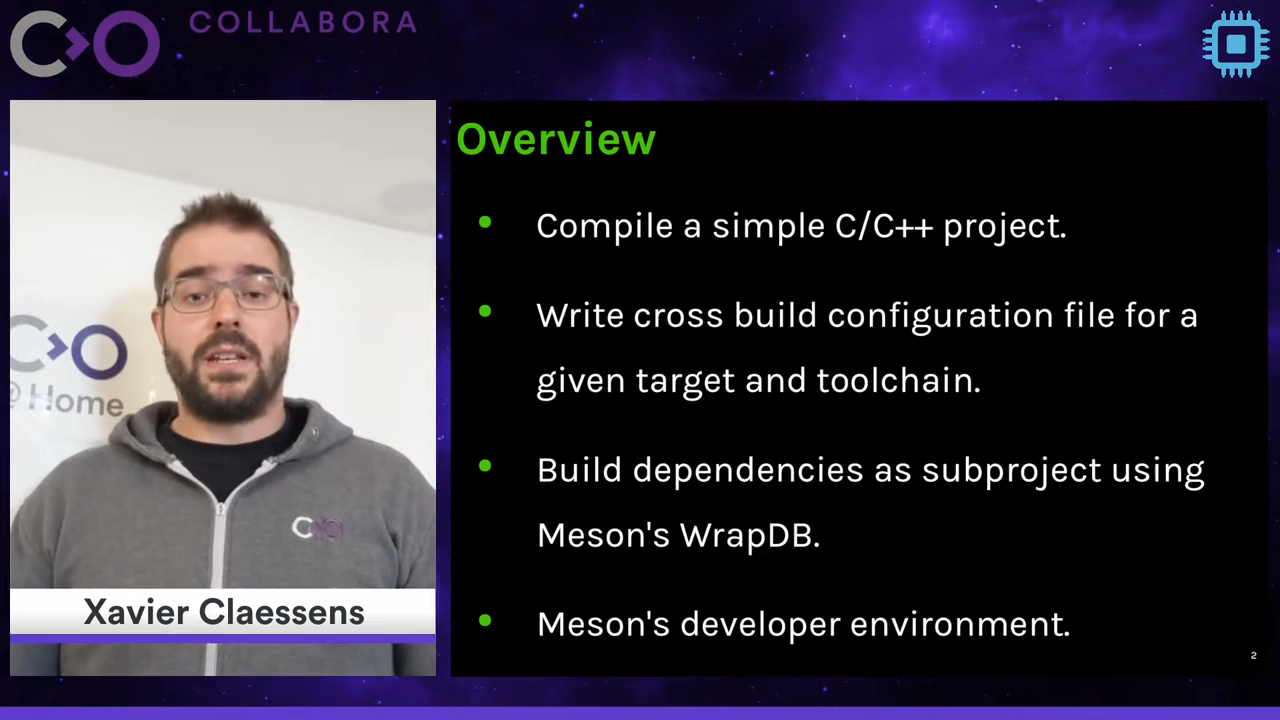 COLLABORA
Overview
Compile a simple C/C++ project.
Write cross build configuration file for a
given target and toolchain.
Build dependencies as subproject using
Meson's WrapDB.
Meson's developer environment.
2
@ Home
Xavier Claessens